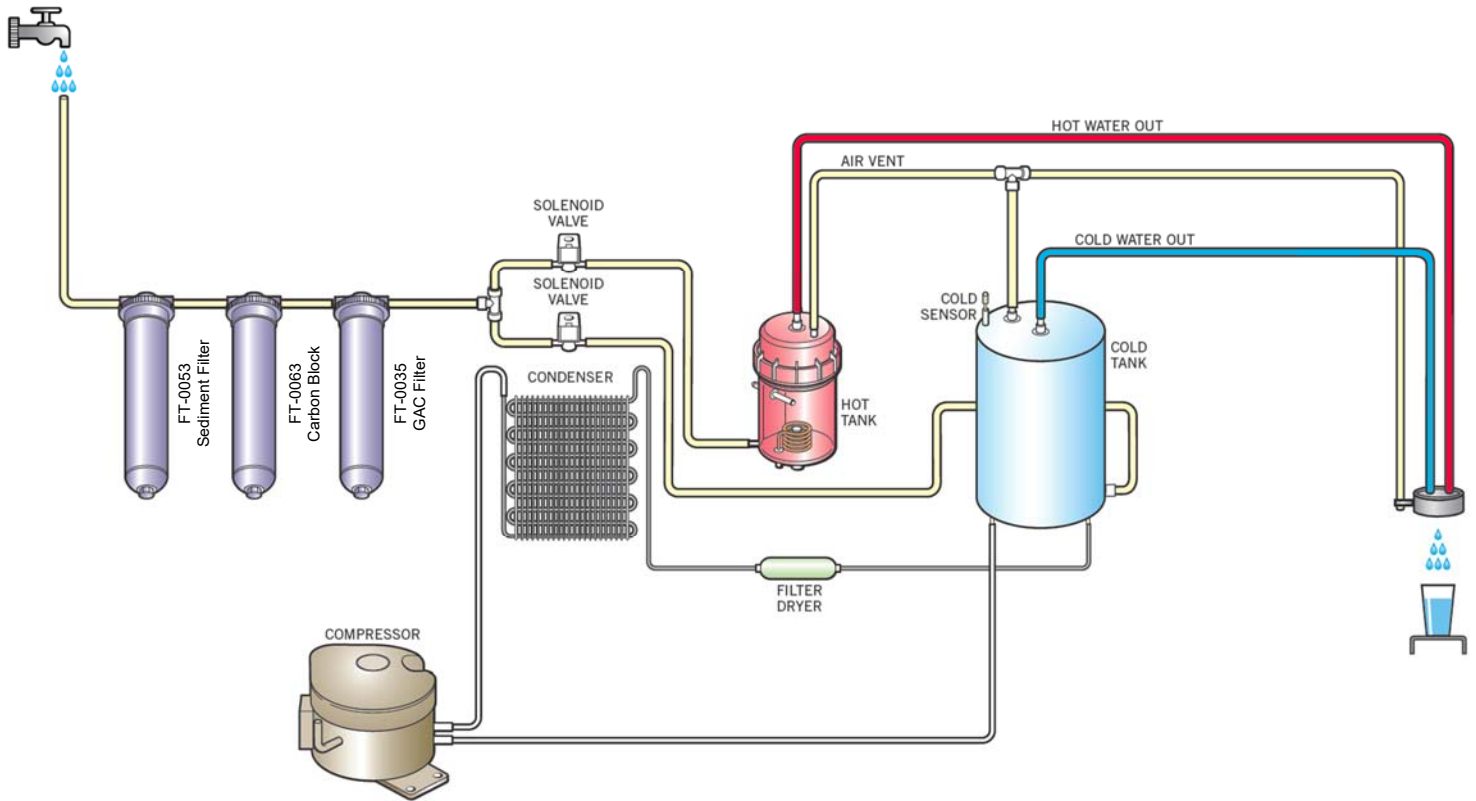 HOT WATER OUT
AIR VENT
SOLENOID
VALVE
COLD WATER OUT
SOLENOID
VALVE
COLD
SENSOR
COLD
TANK
FT-0053
Sediment Filter
FT-0063
Carbon Block
FT-0035
GAC Filter
CONDENSER
HOT
TANK
FILTER
DRYER
COMPRESSOR